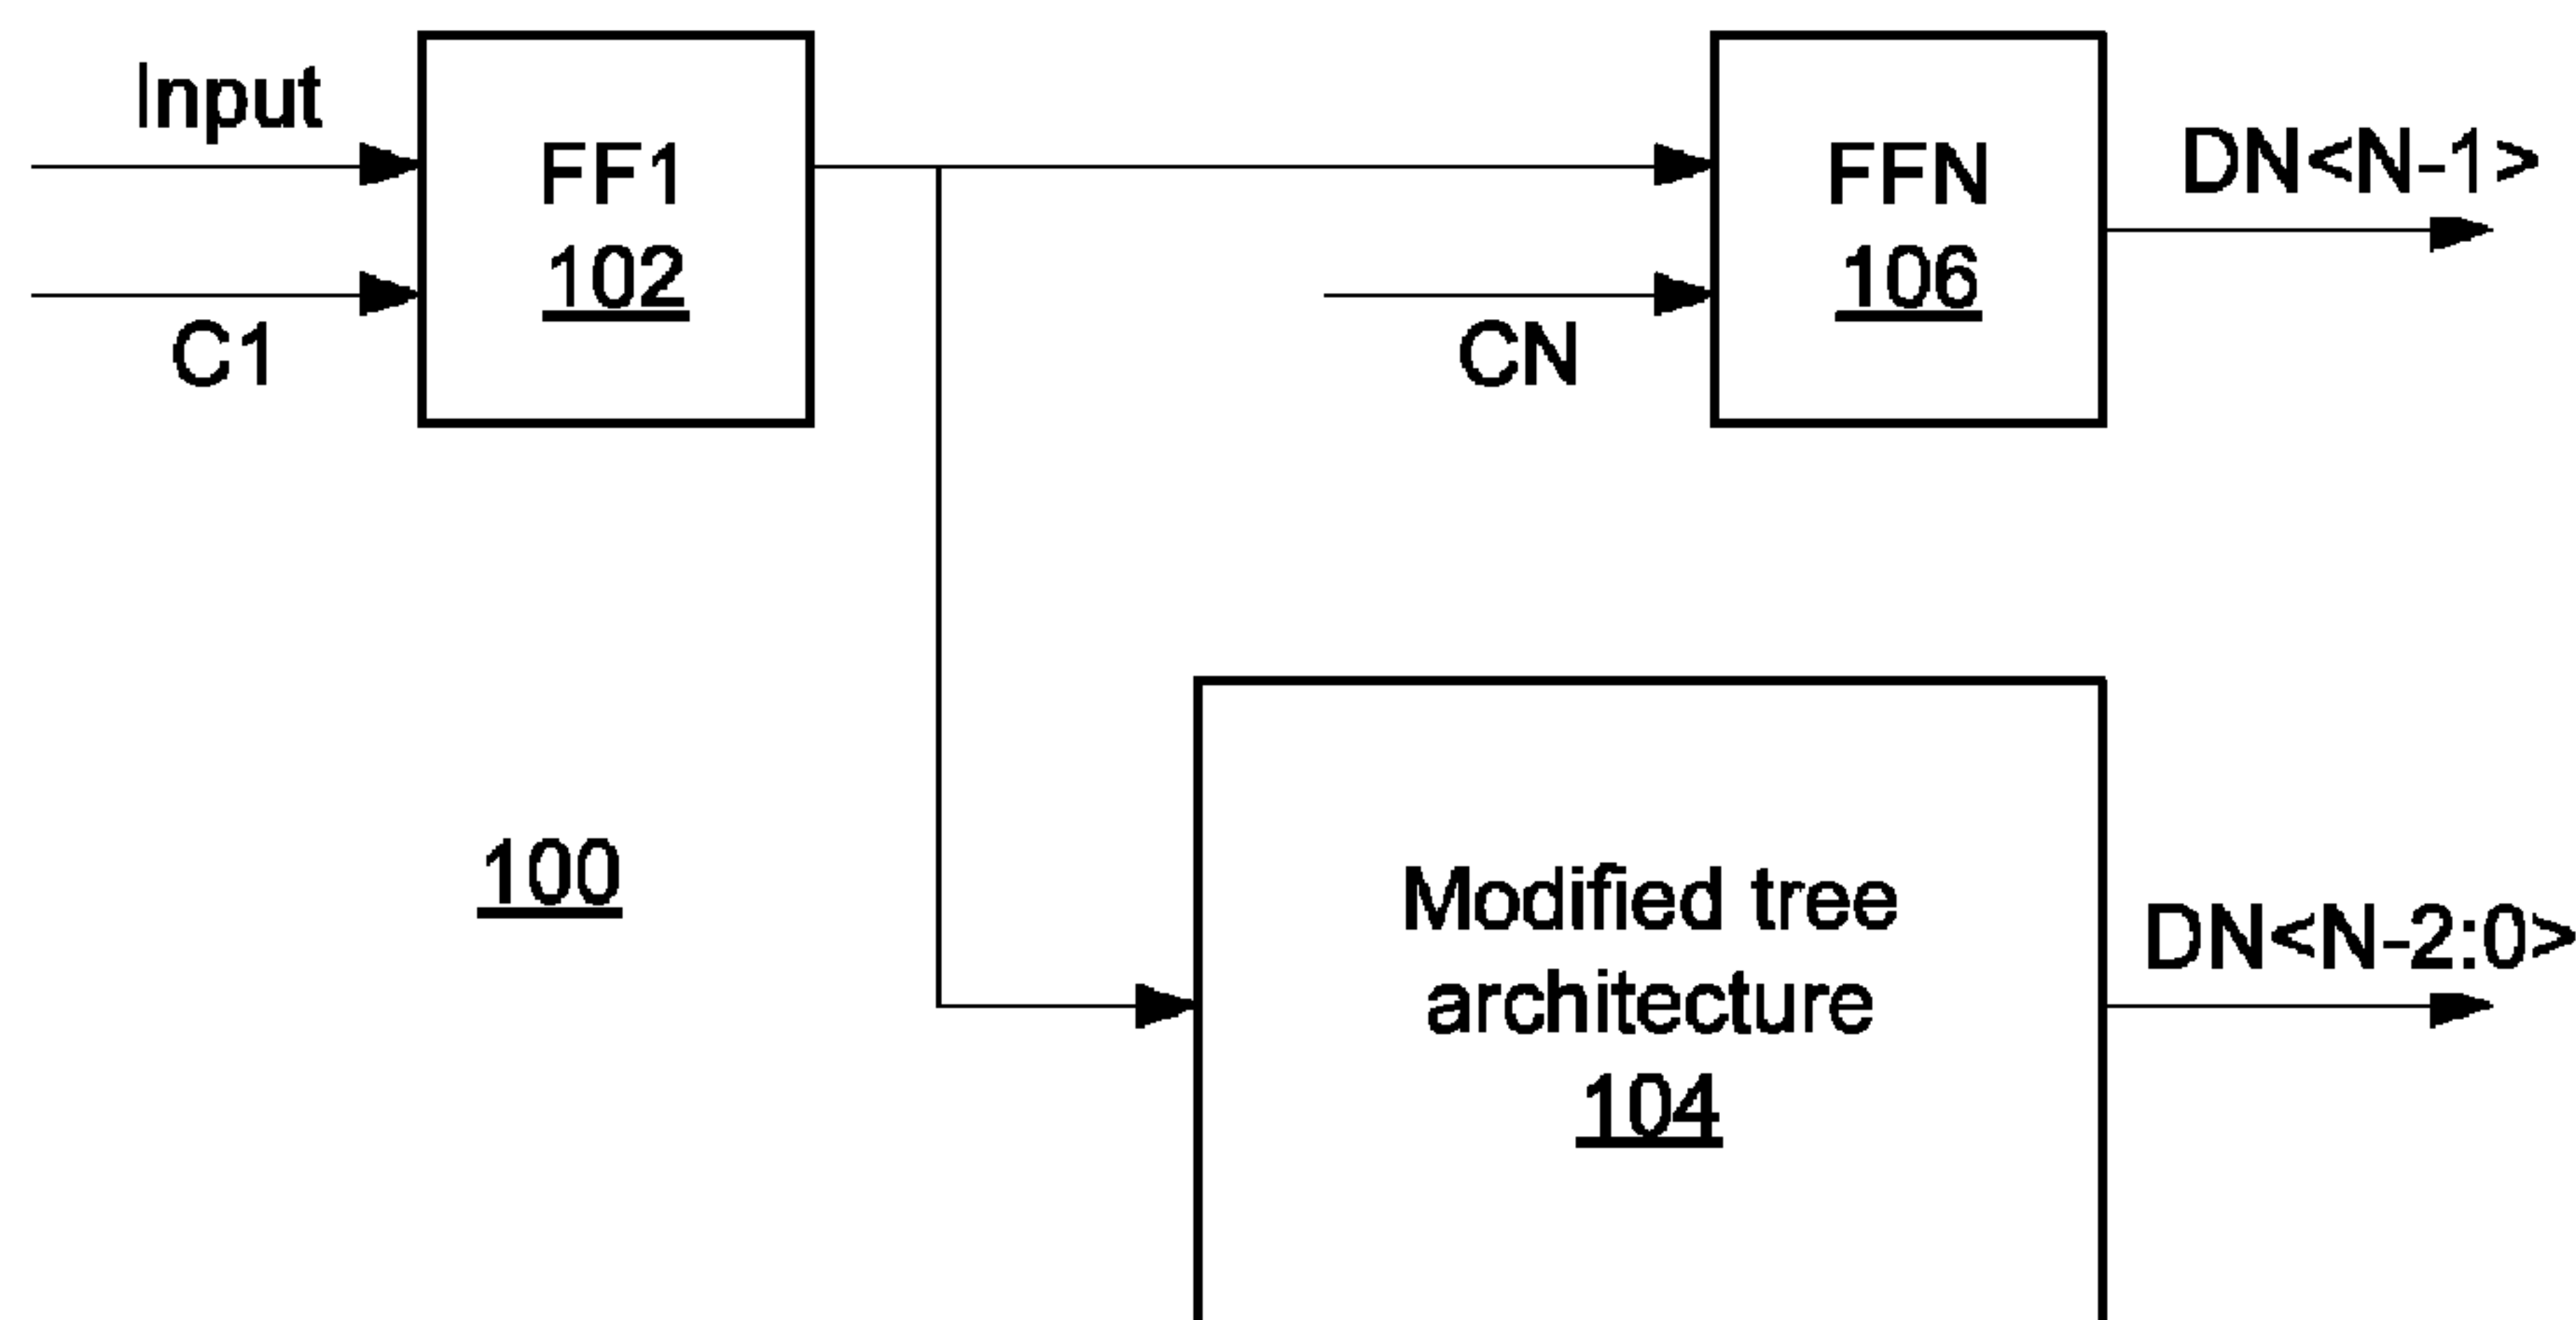 Input
C1
FF1
102
CN
FFN
106
DN<N-1>
100
Modified tree
architecture
104
DN<N-2:0>